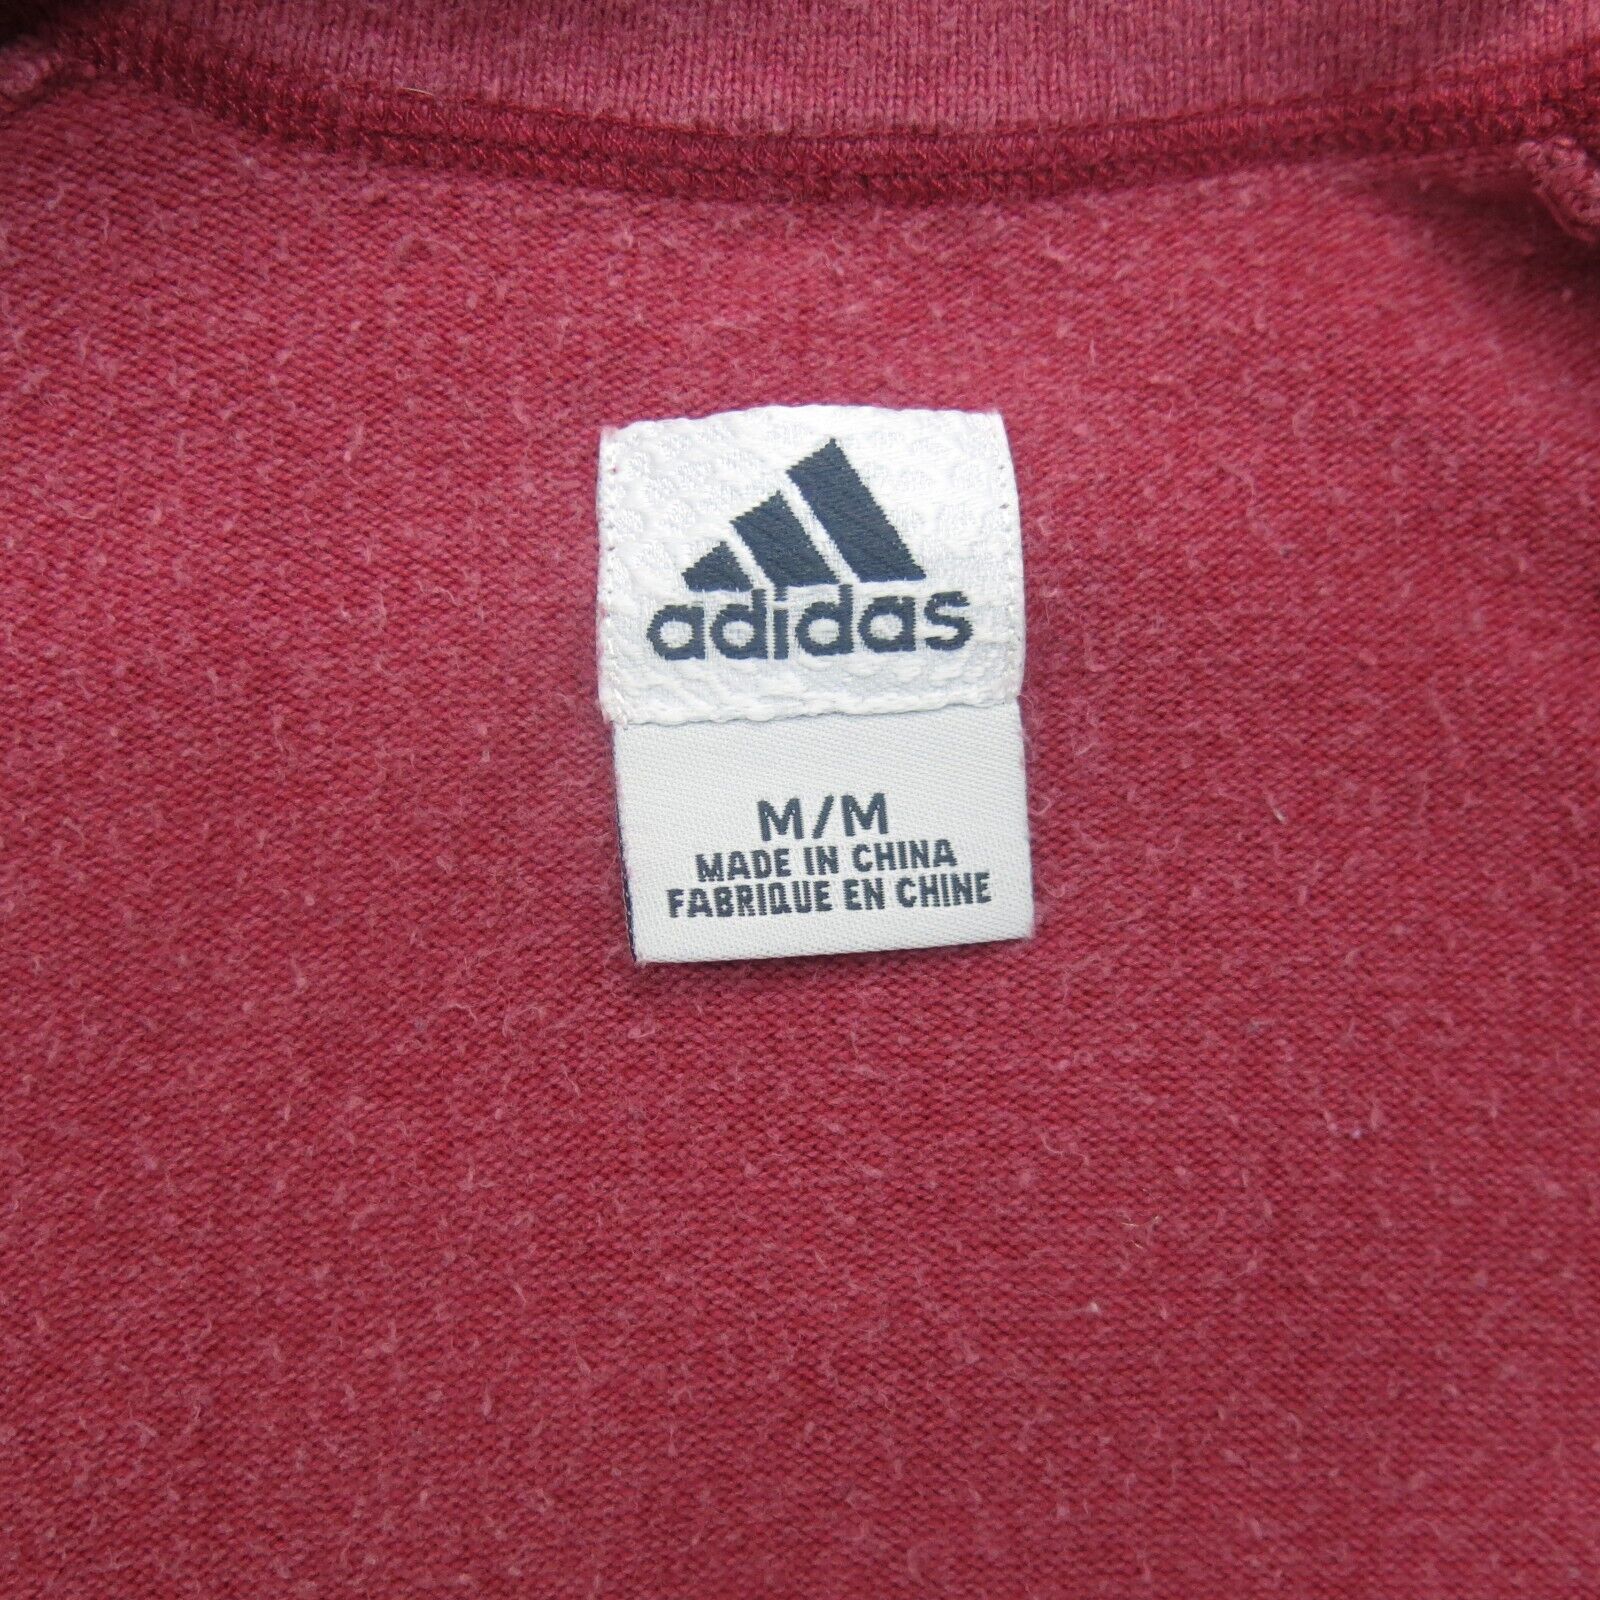 adidas
M/M
MADE IN CHINA
FABRIQUE EN CHINE